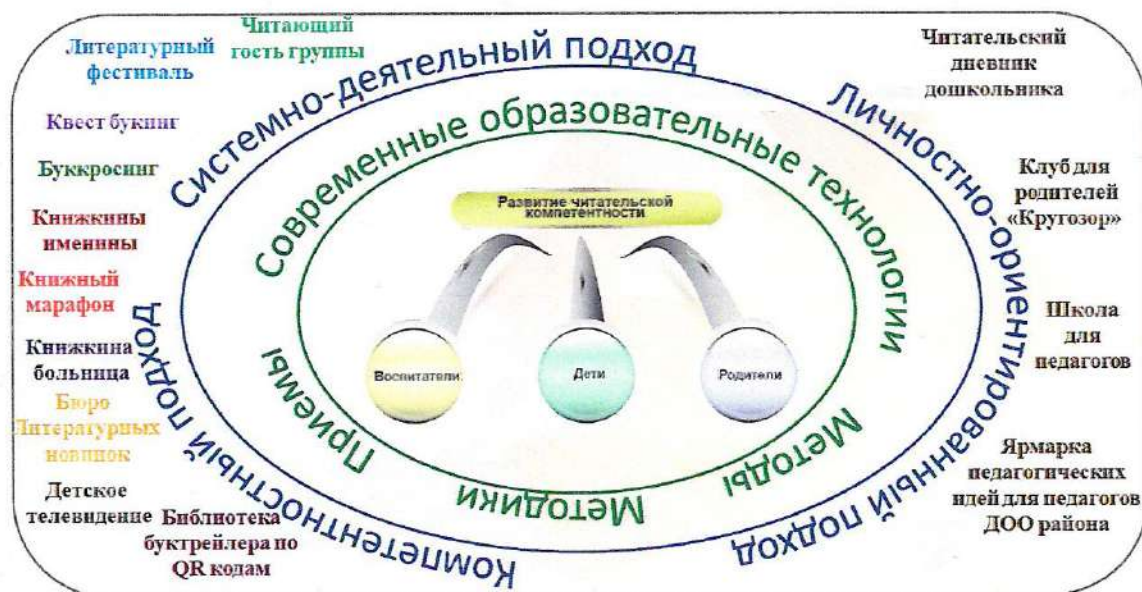 Читающий
гость группы
Литературный
фестиваль
Квест букинг
Буккросинг
Книжкины
именины
Книжный
марафон
Книжкина
больница
Бюро
Литературных
новинок
Детское
телевидение
Библиотека
буктрейлера по
QR кодам
Системно-деятельный подход
Личностно-ориентированный подход
Компетентностный подход
Современные образовательные технологии
Методы
Методики
Приемы
Развитие читательской
компетентности
Воспитатели
Дети
Родители
Читательский
дневник
дошкольника
Клуб для
родителей
«Кругозор»
Школа
для
педагогов
Ярмарка
педагогических
идей для педагогов
ДОО района